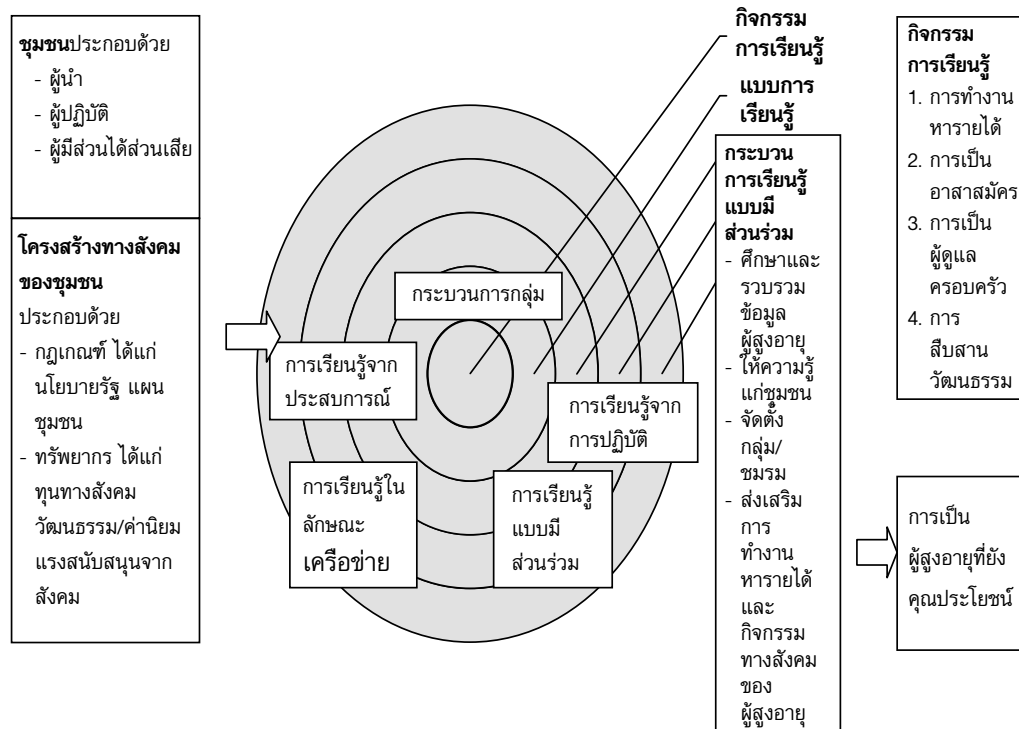 ชุมชนประกอบด้วย
- ผู้นำ
- ผู้ปฏิบัติ
- ผู้มีส่วนได้ส่วนเสีย
โครงสร้างทางสังคม
ของชุมชน
ประกอบด้วย
- กฎเกณฑ์ ได้แก่
นโยบายรัฐ แผน
ชุมชน
- ทรัพยากร ได้แก่
ทุนทางสังคม
วัฒนธรรม/ค่านิยม
แรงสนับสนุนจาก
สังคม
กระบวนการกลุ่ม
การเรียนรู้จาก
ประสบการณ์
การเรียนรู้จาก
การปฏิบัติ
การเรียนรู้ใน
ลักษณะ
เครือข่าย
การเรียนรู้
แบบมี
ส่วนร่วม
กิจกรรม
การเรียนรู้
แบบการ
เรียนรู้
กระบวน
การเรียนรู้
แบบมี
ส่วนร่วม
- ศึกษาและ
รวบรวม
ข้อมูล
ผู้สูงอายุ
- ให้ความรู้
แก่ชุมชน
- จัดตั้ง
กลุ่ม/
ชมรม
- ส่งเสริม
การ
ทำงาน
หารายได้
และ
กิจกรรม
ทางสังคม
ของ
ผู้สูงอายุ
กิจกรรม
การเรียนรู้
1. การทำงาน
หารายได้
2. การเป็น
อาสาสมัคร
3. การเป็น
ผู้ดูแล
ครอบครัว
4. การ
สืบสาน
วัฒนธรรม
การเป็น
ผู้สูงอายุที่ยัง
คุณประโยชน์